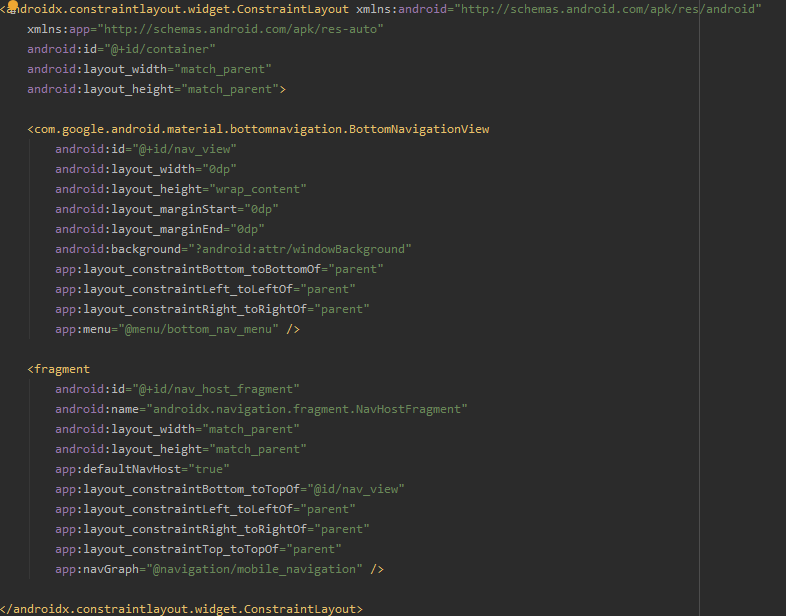 <androidx.constraintlayout.widget.ConstraintLayout xmlns:android="http://schemas.android.com/apk/res/android"
    xmlns:app="http://schemas.android.com/apk/res-auto"
    android:id="@+id/container"
    android:layout_width="match_parent"
    android:layout_height="match_parent">

    <com.google.android.material.bottomnavigation.BottomNavigationView
        android:id="@+id/nav_view"
        android:layout_width="0dp"
        android:layout_height="wrap_content"
        android:layout_marginStart="0dp"
        android:layout_marginEnd="0dp"
        android:background="?android:attr/windowBackground"
        app:layout_constraintBottom_toBottomOf="parent"
        app:layout_constraintLeft_toLeftOf="parent"
        app:layout_constraintRight_toRightOf="parent"
        app:menu="@menu/bottom_nav_menu" />

    <fragment
        android:id="@+id/nav_host_fragment"
        android:name="androidx.navigation.fragment.NavHostFragment"
        android:layout_width="match_parent"
        android:layout_height="match_parent"
        app:defaultNavHost="true"
        app:layout_constraintBottom_toTopOf="@id/nav_view"
        app:layout_constraintLeft_toLeftOf="parent"
        app:layout_constraintRight_toRightOf="parent"
        app:layout_constraintTop_toTopOf="parent"
        app:navGraph="@navigation/mobile_navigation" />

</androidx.constraintlayout.widget.ConstraintLayout>